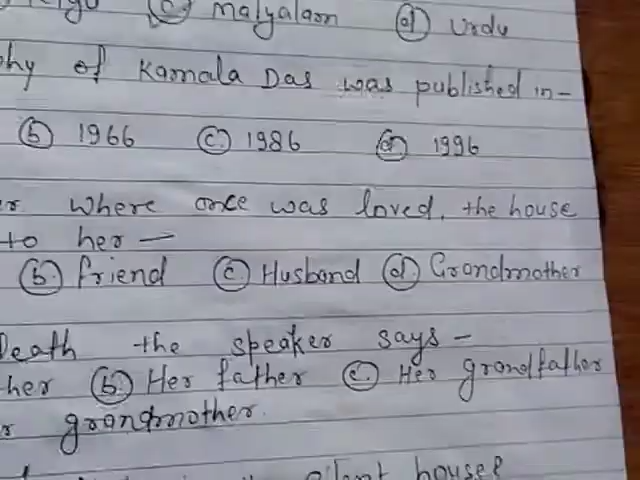 (c) malyalam (d) Urdu
of Kamala Das was published in-
(b) 1966 (c) 1986 (d) 1996
where once was loved, the house
to her —
(b) friend (c) Husband (d) Grandmother
Death the speaker says -
her (b) Her father (c) Her grandfather
grandmother.
silent house?